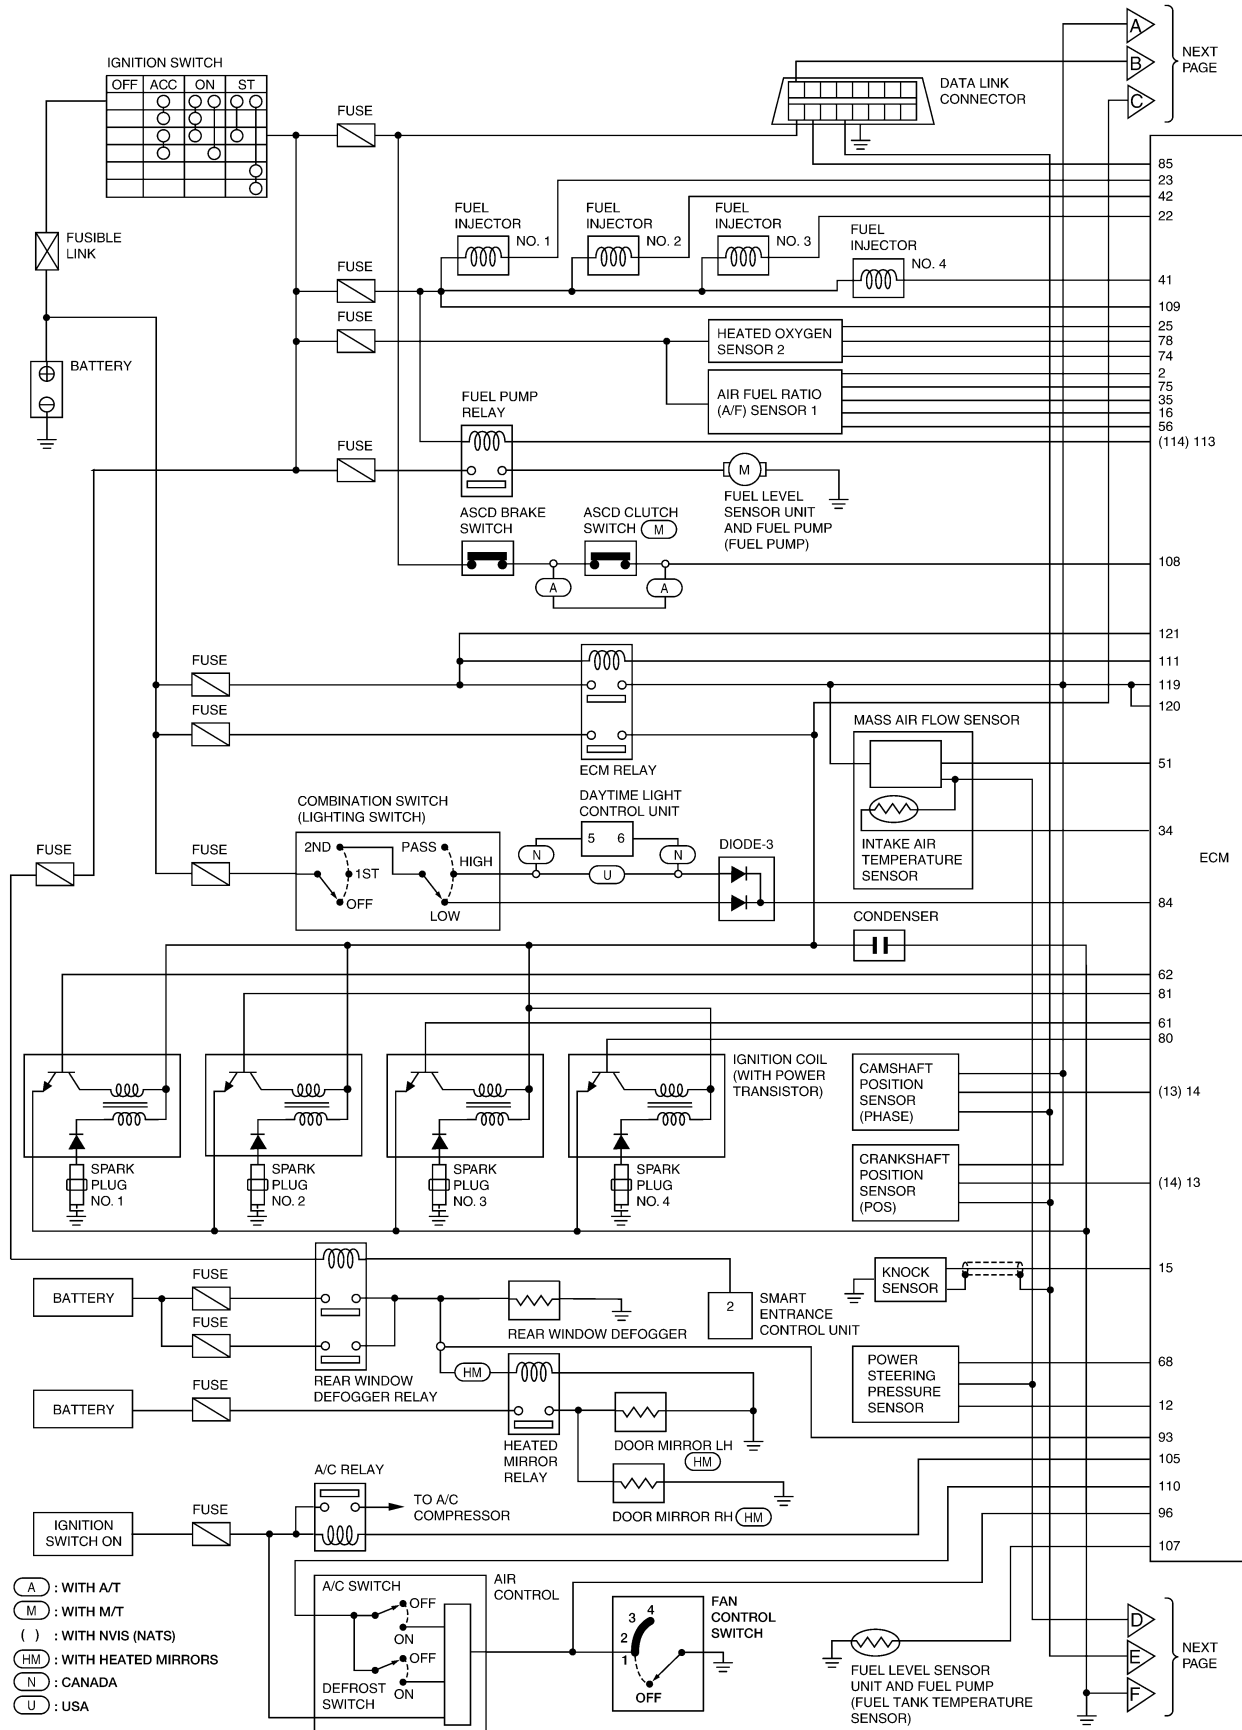 A
B
C
NEXT
PAGE
IGNITION SWITCH
OFF ACC ON ST
FUSE
DATA LINK
CONNECTOR
85
23
42
22
FUEL
INJECTOR
NO. 1
FUEL
INJECTOR
NO. 2
FUEL
INJECTOR
NO. 3
FUEL
INJECTOR
NO. 4
FUSIBLE
LINK
FUSE
41
109
FUSE
HEATED OXYGEN
SENSOR 2
25
78
74
BATTERY
AIR FUEL RATIO
(A/F) SENSOR 1
2
75
35
16
56
FUEL PUMP
RELAY
(114) 113
FUSE
M
FUEL LEVEL
SENSOR UNIT
AND FUEL PUMP
(FUEL PUMP)
ASCD BRAKE
SWITCH
ASCD CLUTCH
SWITCH M
108
A
A
121
111
119
120
FUSE
FUSE
ECM RELAY
MASS AIR FLOW SENSOR
51
34
INTAKE AIR
TEMPERATURE
SENSOR
ECM
COMBINATION SWITCH
(LIGHTING SWITCH)
DAYTIME LIGHT
CONTROL UNIT
5 6
N
N
U
DIODE-3
FUSE
FUSE
2ND
1ST
OFF
PASS
HIGH
LOW
84
CONDENSER
62
81
61
80
IGNITION COIL
(WITH POWER
TRANSISTOR)
CAMSHAFT
POSITION
SENSOR
(PHASE)
(13) 14
CRANKSHAFT
POSITION
SENSOR
(POS)
(14) 13
SPARK
PLUG
NO. 1
SPARK
PLUG
NO. 2
SPARK
PLUG
NO. 3
SPARK
PLUG
NO. 4
KNOCK
SENSOR
15
BATTERY
FUSE
FUSE
REAR WINDOW
DEFOGGER RELAY
REAR WINDOW DEFOGGER
2
SMART
ENTRANCE
CONTROL UNIT
POWER
STEERING
PRESSURE
SENSOR
68
12
BATTERY
FUSE
HM
HEATED
MIRROR
RELAY
DOOR MIRROR LH
HM
DOOR MIRROR RH HM
93
105
110
96
107
A/C RELAY
TO A/C
COMPRESSOR
IGNITION
SWITCH ON
FUSE
A : WITH A/T
M : WITH M/T
( ) : WITH NVIS (NATS)
HM : WITH HEATED MIRRORS
N : CANADA
U : USA
A/C SWITCH
OFF
ON
OFF
ON
DEFROST
SWITCH
AIR
CONTROL
4
3
2
1
OFF
FAN
CONTROL
SWITCH
FUEL LEVEL SENSOR
UNIT AND FUEL PUMP
(FUEL TANK TEMPERATURE
SENSOR)
D
E
F
NEXT
PAGE